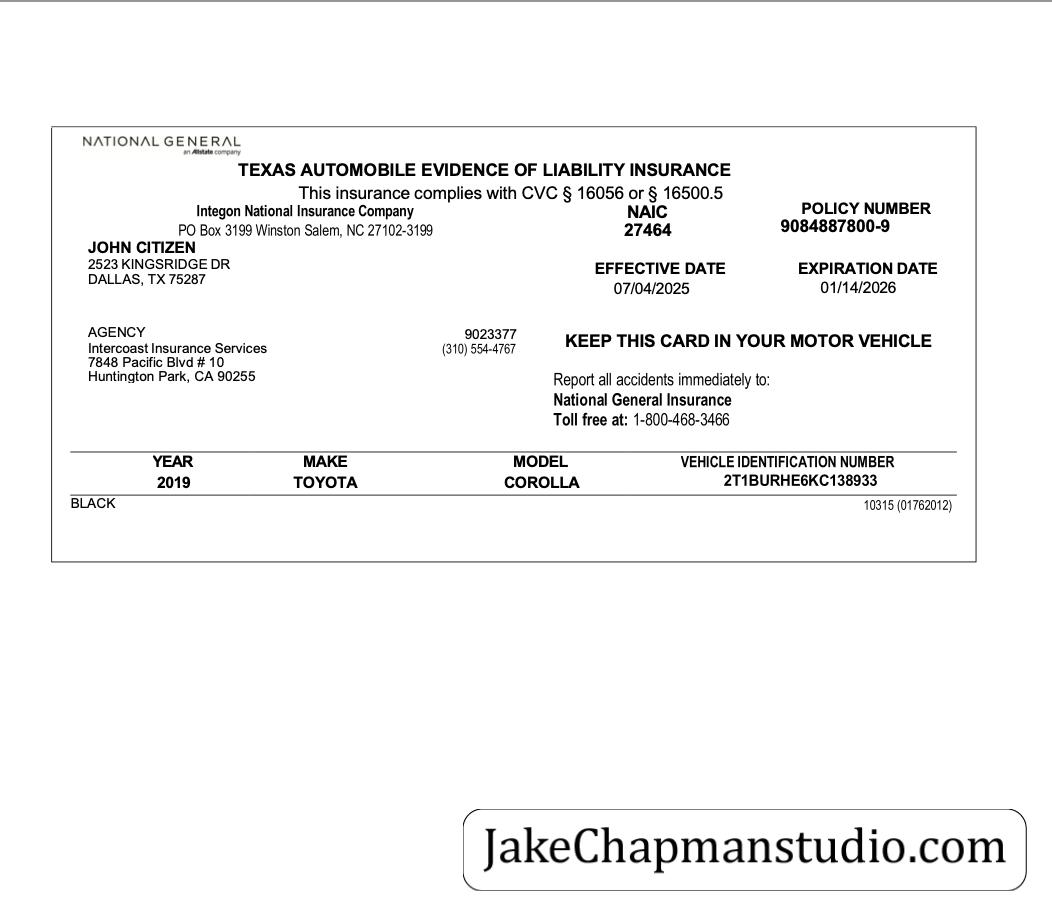 NATIONAL GENERAL
an Allstate company
TEXAS AUTOMOBILE EVIDENCE OF LIABILITY INSURANCE
This insurance complies with CVC § 16056 or § 16500.5
Integon National Insurance Company
PO Box 3199 Winston Salem, NC 27102-3199
NAIC
27464
POLICY NUMBER
9084887800-9
JOHN CITIZEN
2523 KINGSRIDGE DR
DALLAS, TX 75287
EFFECTIVE DATE
07/04/2025
EXPIRATION DATE
01/14/2026
AGENCY
Intercoast Insurance Services
7848 Pacific Blvd # 10
Huntington Park, CA 90255
9023377
(310) 554-4767
KEEP THIS CARD IN YOUR MOTOR VEHICLE
Report all accidents immediately to:
National General Insurance
Toll free at: 1-800-468-3466
YEAR MAKE MODEL VEHICLE IDENTIFICATION NUMBER
2019 TOYOTA COROLLA 2T1BURHE6KC138933
BLACK 10315 (01762012)
JakeChapmanstudio.com